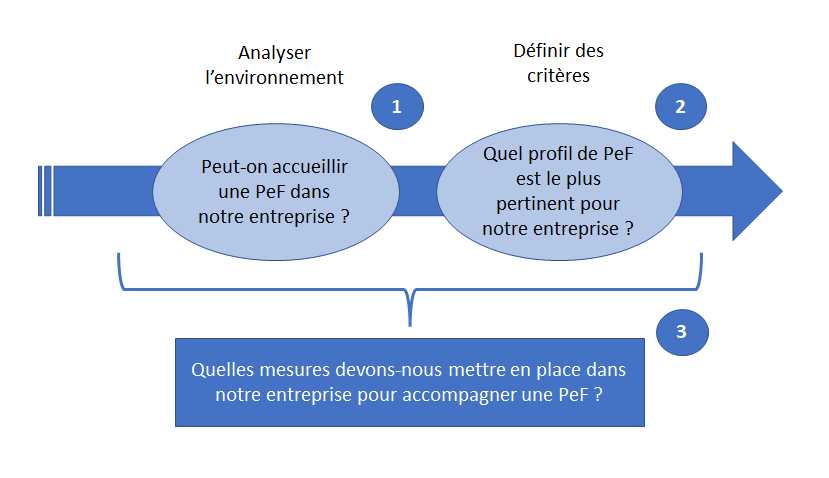 Analyser
l’environnement
1
Peut-on accueillir
une PeF dans
notre entreprise ?
Définir des
critères
2
Quel profil de PeF
est le plus
pertinent pour
notre entreprise ?
3
Quelles mesures devons-nous mettre en place dans
notre entreprise pour accompagner une PeF ?